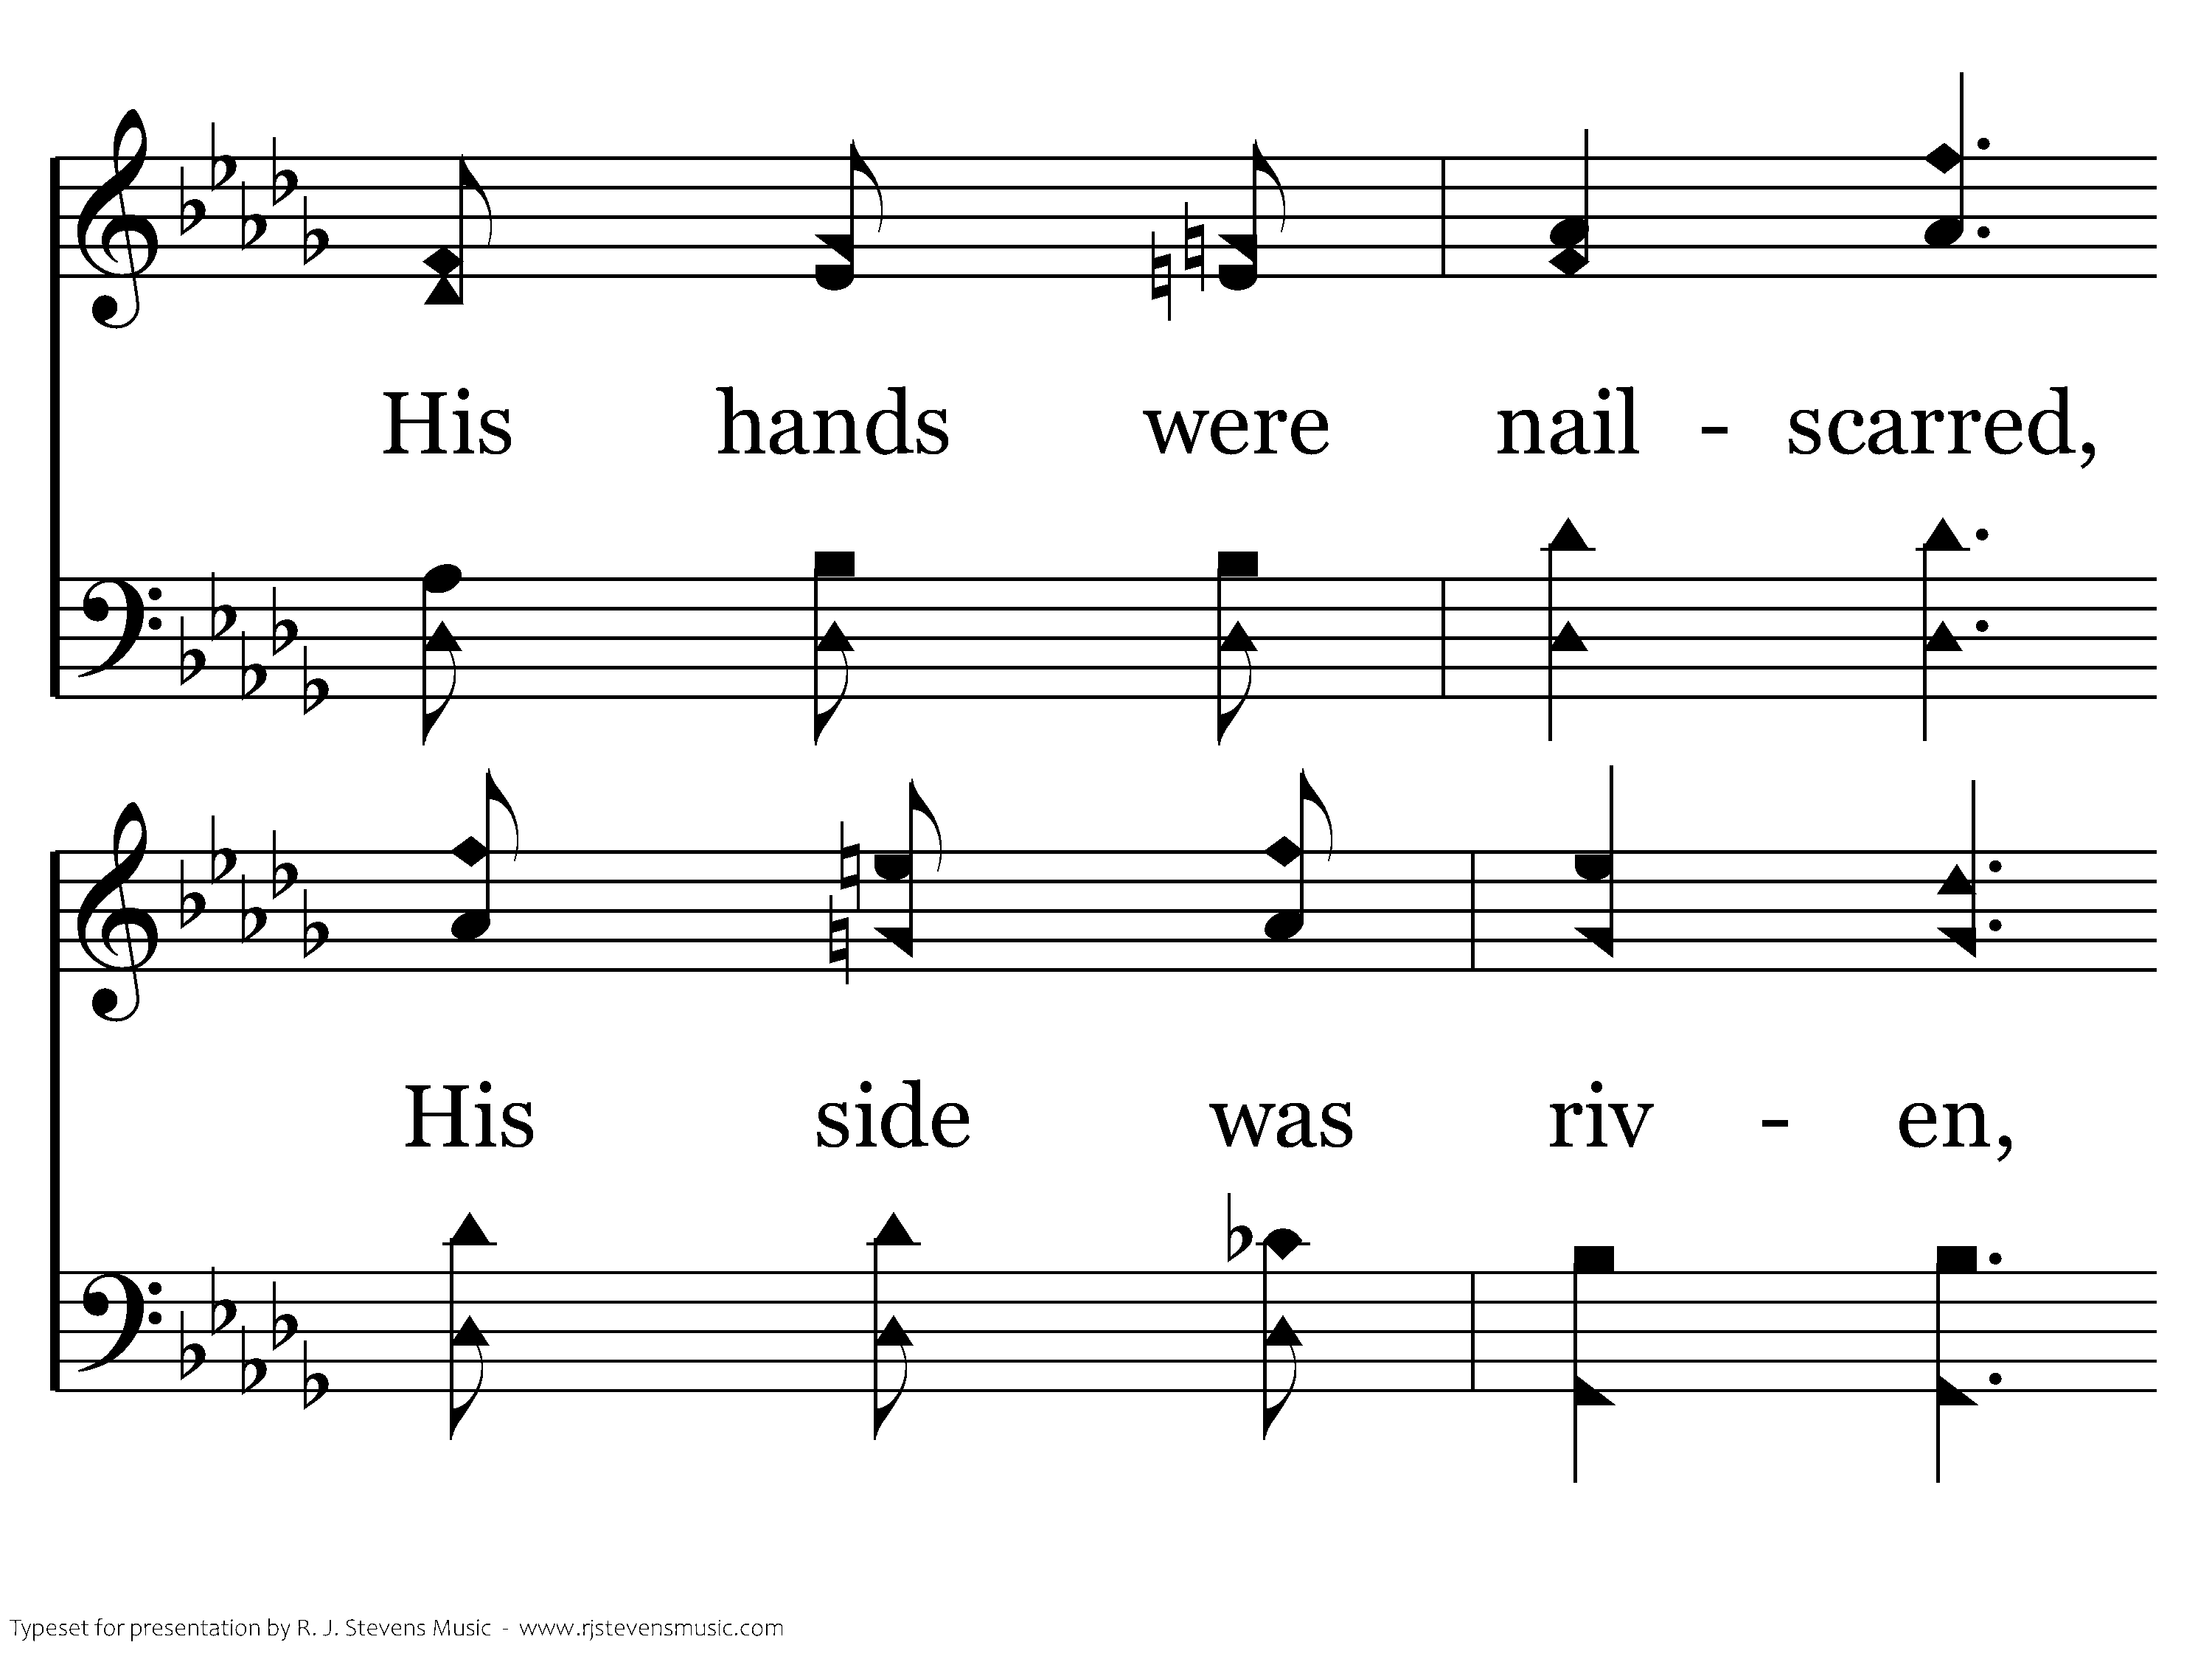 His hands were nail - scarred,
His side was riv - en,
Typeset for presentation by R. J. Stevens Music - www.rjstevensmusic.com